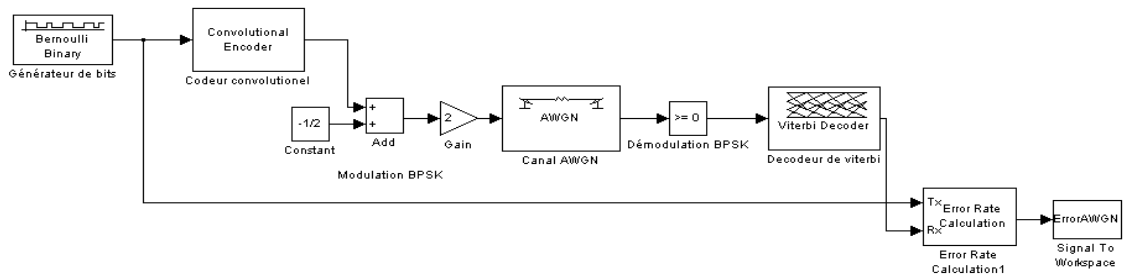 Bernoulli
Binary
Générateur de bits
Convolutional
Encoder
Codeur convolutionel
-1/2
Constant
+
+
Add
Modulation BPSK
2
Gain
AWGN
Canal AWGN
>= 0
Démodulation BPSK
Viterbi Decoder
Decodeur de viterbi
Tx
Rx
Error Rate
Calculation
Error Rate
Calculation1
ErrorAWGN
Signal To
Workspace